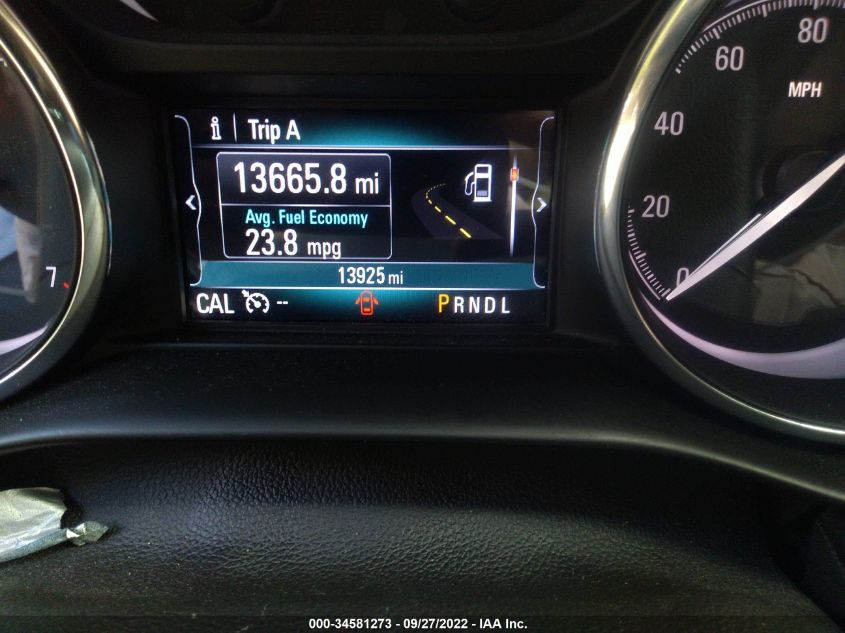 i | Trip A
13665.8 mi
Avg. Fuel Economy
23.8 mpg
13925 mi
CAL --
PRNDL
7
0
20
40
60
80
MPH
000-34581273 - 09/27/2022 - IAA Inc.